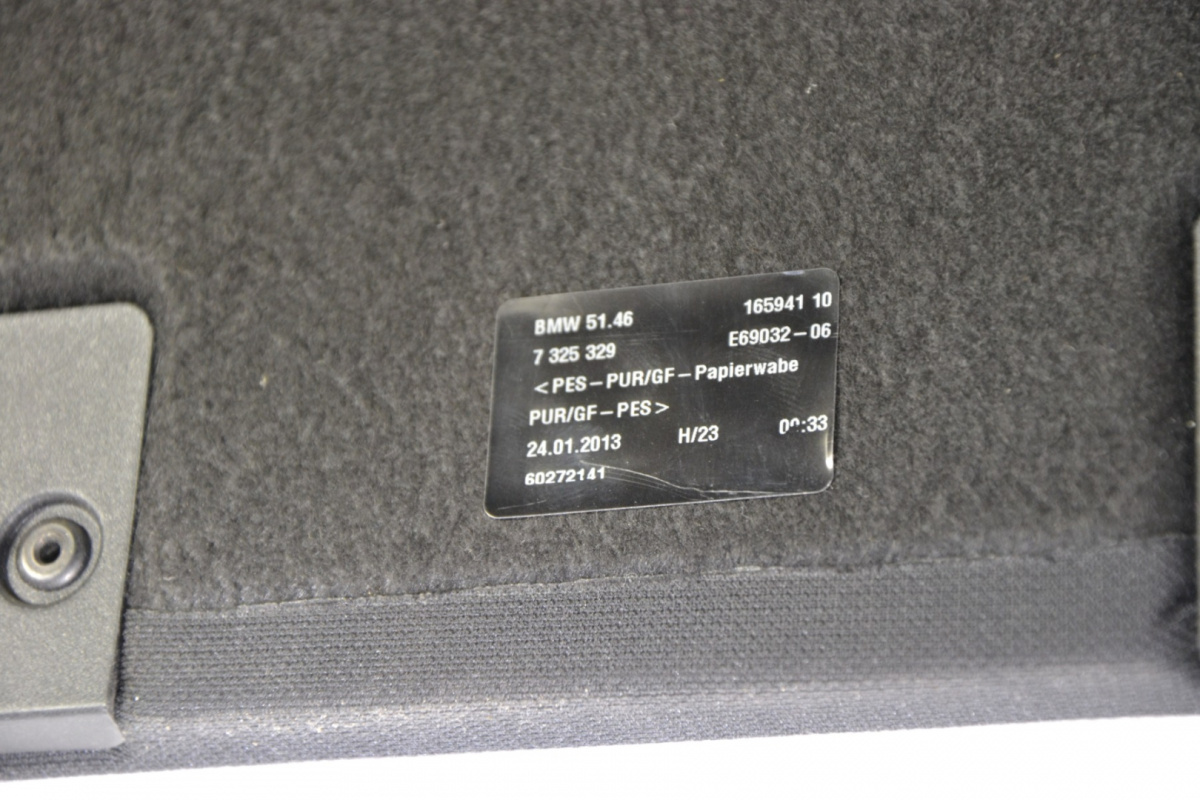 BMW 51.46 165941 10
7 325 329 E69032-06
<PES-PUR/GF-Papierwabe
PUR/GF-PES>
24.01.2013 H/23
60272141